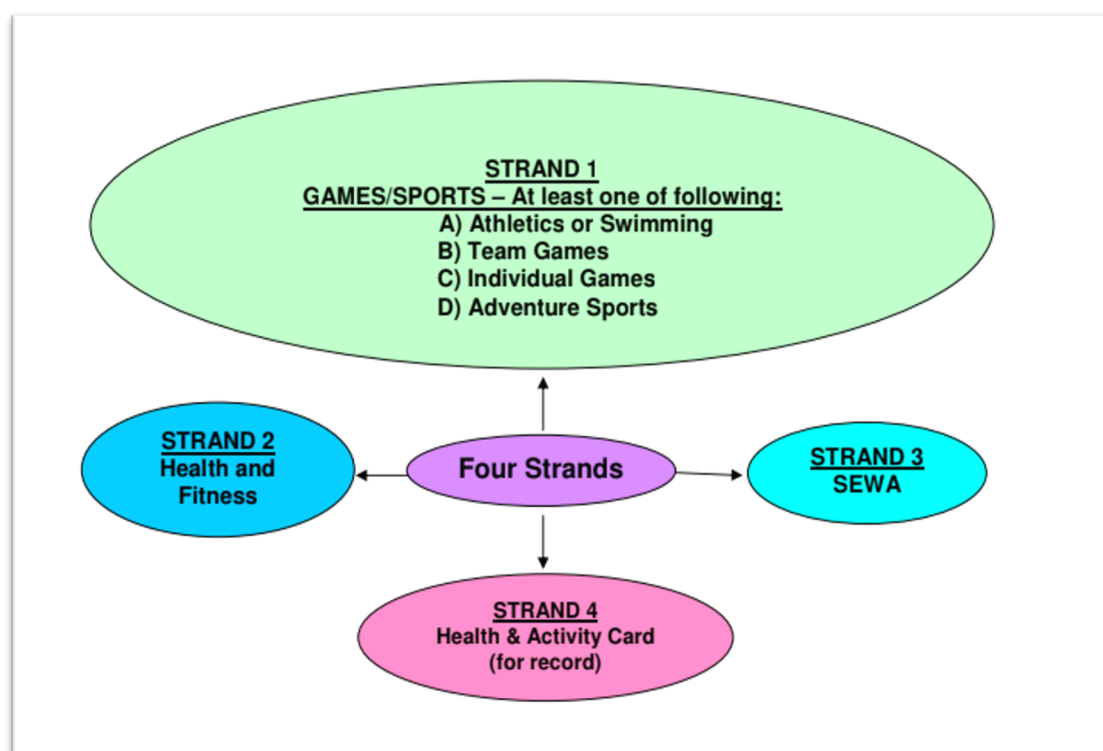 STRAND 1
GAMES/SPORTS – At least one of following:
A) Athletics or Swimming
B) Team Games
C) Individual Games
D) Adventure Sports
STRAND 2
Health and
Fitness
Four Strands
STRAND 3
SEWA
STRAND 4
Health & Activity Card
(for record)